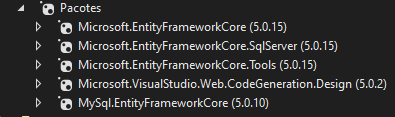 Pacotes
Microsoft.EntityFrameworkCore (5.0.15)
Microsoft.EntityFrameworkCore.SqlServer (5.0.15)
Microsoft.EntityFrameworkCore.Tools (5.0.15)
Microsoft.VisualStudio.Web.CodeGeneration.Design (5.0.2)
MySql.EntityFrameworkCore (5.0.10)